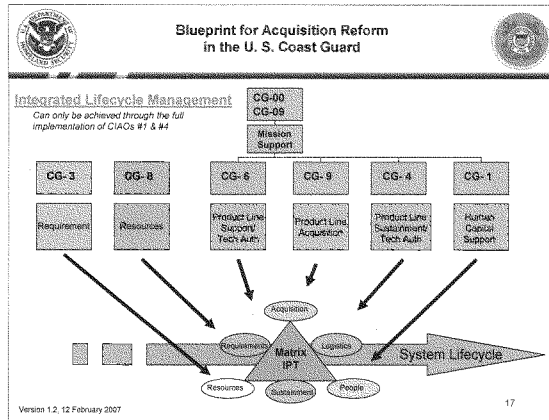 Blueprint for Acquisition Reform
in the U. S. Coast Guard
Integrated Lifecycle Management
Can only be achieved through the full
implementation of CIAOs #1 & #4
CG-00
CG-09
Mission
Support
CG- 3
CG- 8
CG- 6
CG- 9
CG- 4
CG- 1
Requirement
Resources
Product Line
Support/
Tech Auth
Product Line
Acquisition
Product Line
Sustainment/
Tech Auth
Human
Capital
Support
Acquisition
Requirements
Matrix
IPT
Logistics
System Lifecycle
Resources
Sustainment
People
Version 1.2, 12 February 2007
17